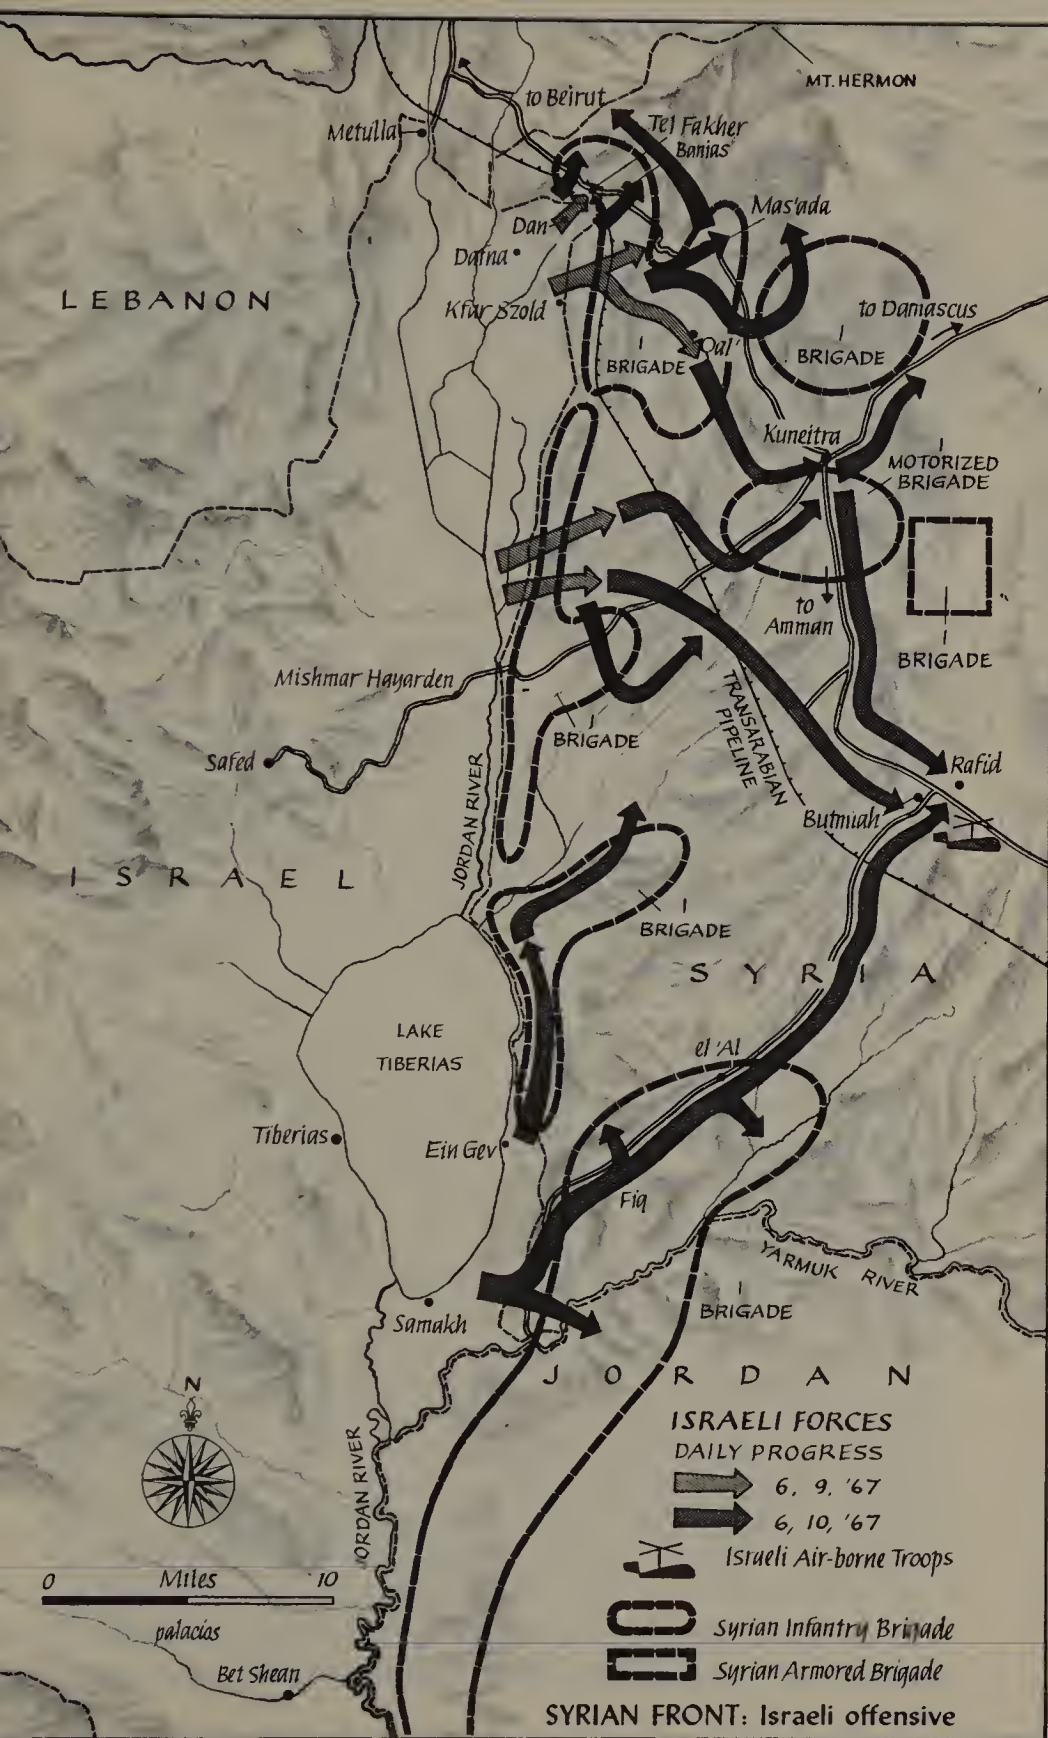 MT. HERMON
to Beirut
Metulla
Tel Fakher
Banias
Mas'ada
Dan
Dafna
LEBANON
Kfar Szold
to Damascus
Qal'
I
BRIGADE
I
BRIGADE
Kuneitra
I
MOTORIZED
BRIGADE
to
Amman
I
BRIGADE
Mishmar Hayarden
TRANSARABIAN
PIPELINE
I
BRIGADE
Safed
JORDAN RIVER
Rafid
Butmiah
ISRAEL
I
BRIGADE
SYRIA
LAKE
TIBERIAS
el 'Al
Tiberias
Ein Gev
Fiq
YARMUK RIVER
I
BRIGADE
Samakh
JORDAN
N
ISRAELI FORCES
DAILY PROGRESS
6, 9, '67
6, 10, '67
JORDAN RIVER
Israeli Air-borne Troops
0 Miles 10
palacios
Syrian Infantry Brigade
Bet Shean
Syrian Armored Brigade
SYRIAN FRONT: Israeli offensive